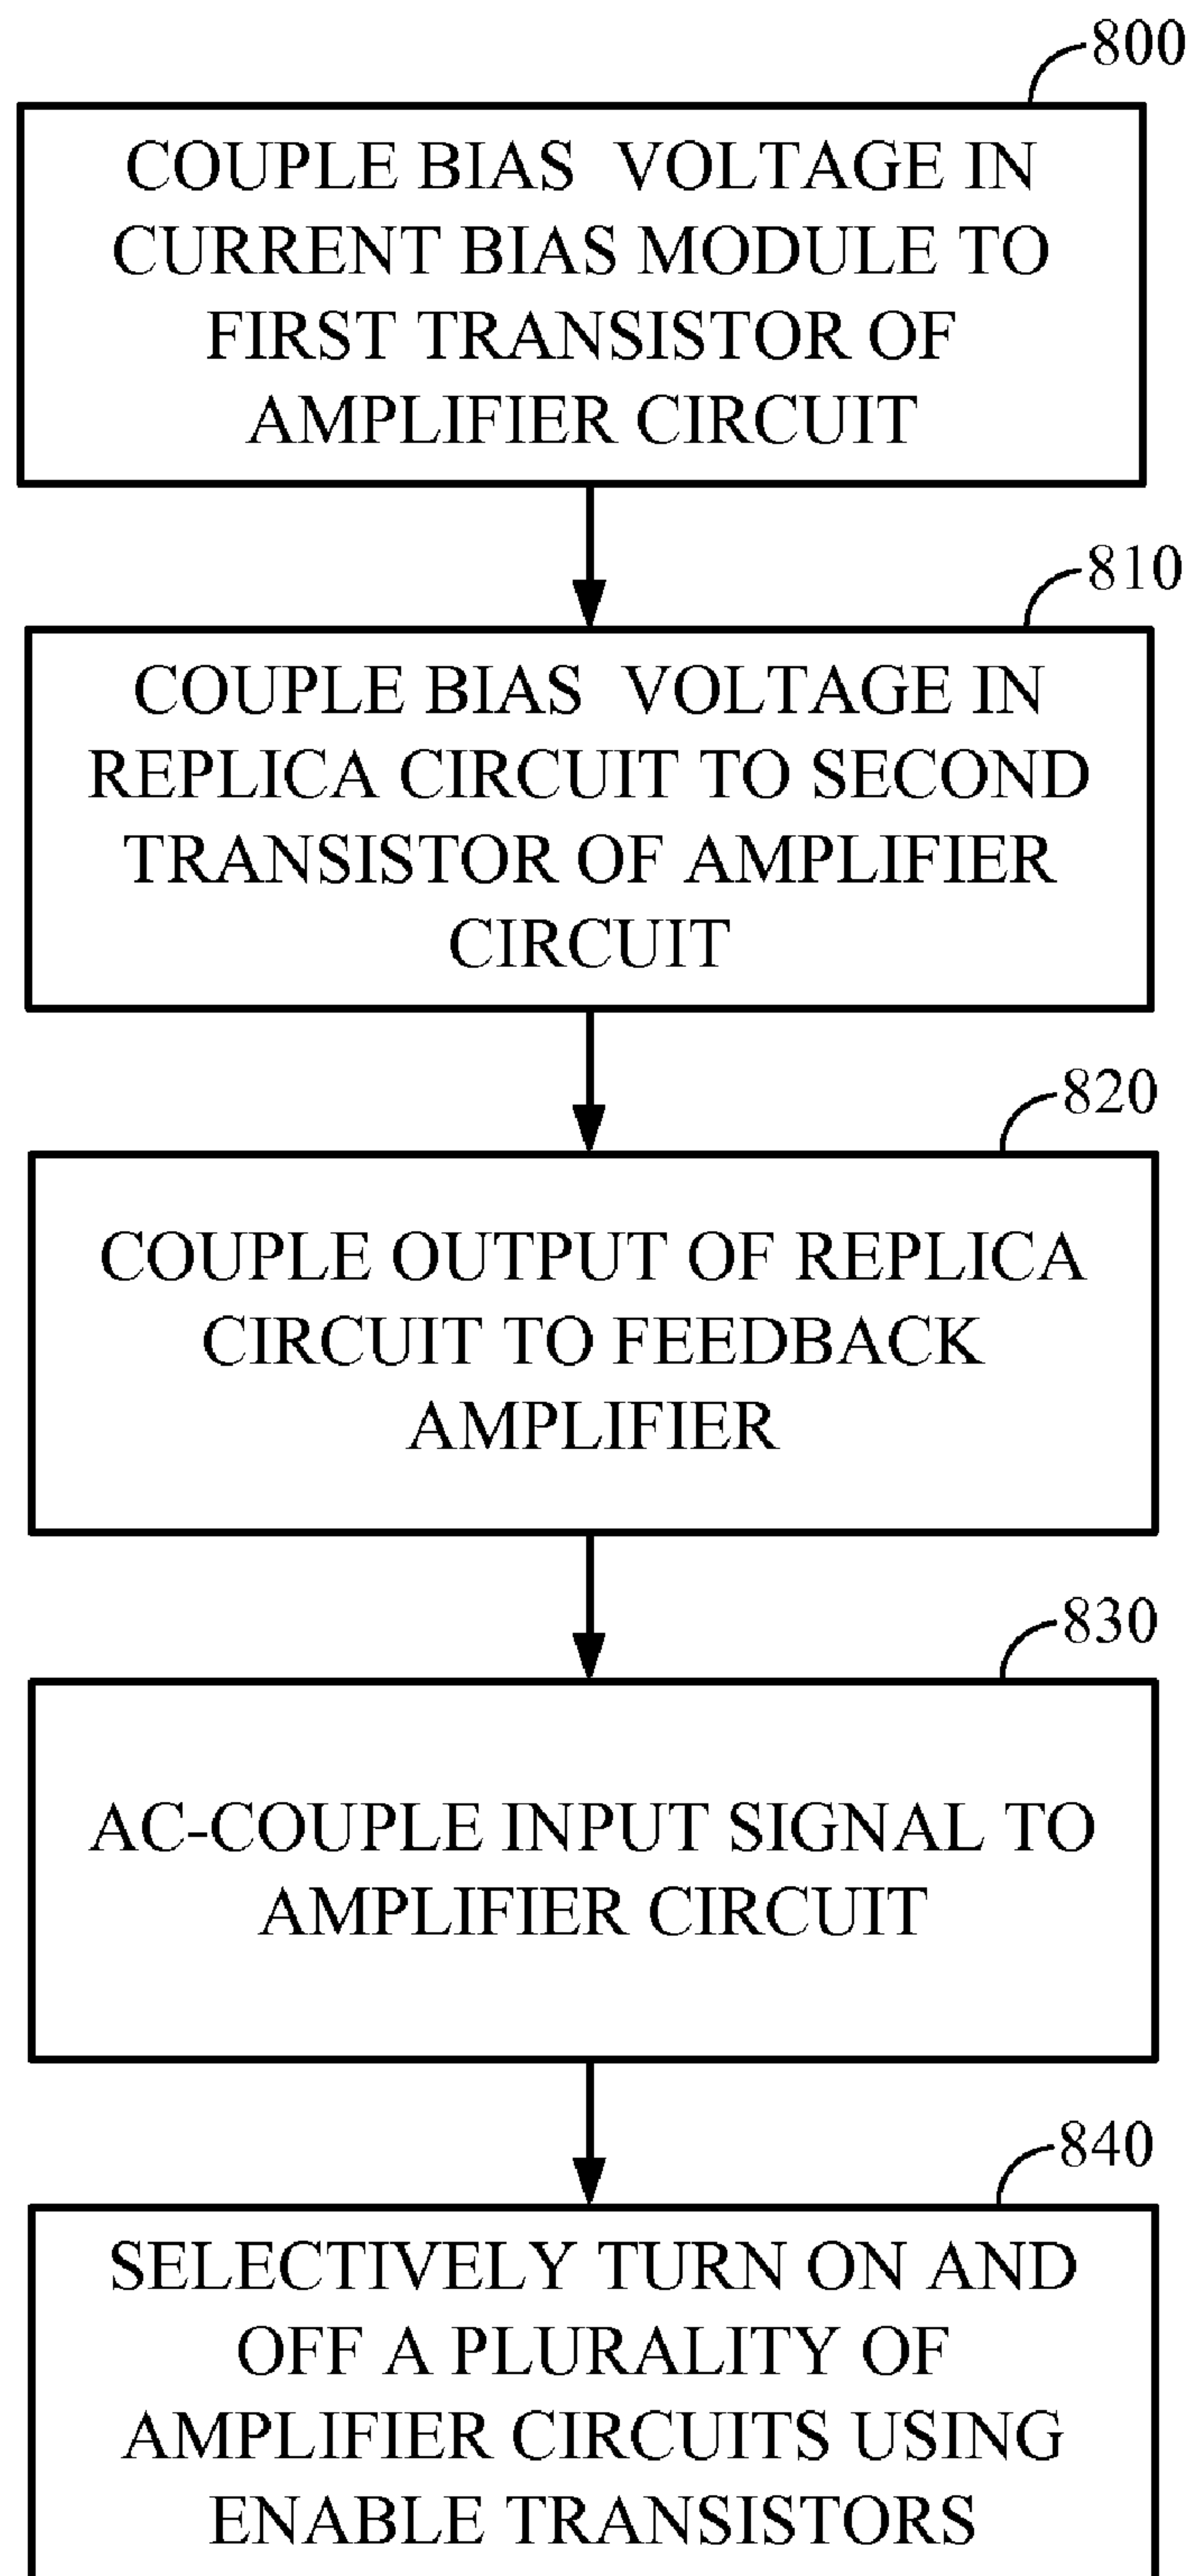 800
COUPLE BIAS VOLTAGE IN
CURRENT BIAS MODULE TO
FIRST TRANSISTOR OF
AMPLIFIER CIRCUIT
810
COUPLE BIAS VOLTAGE IN
REPLICA CIRCUIT TO SECOND
TRANSISTOR OF AMPLIFIER
CIRCUIT
820
COUPLE OUTPUT OF REPLICA
CIRCUIT TO FEEDBACK
AMPLIFIER
830
AC-COUPLE INPUT SIGNAL TO
AMPLIFIER CIRCUIT
840
SELECTIVELY TURN ON AND
OFF A PLURALITY OF
AMPLIFIER CIRCUITS USING
ENABLE TRANSISTORS